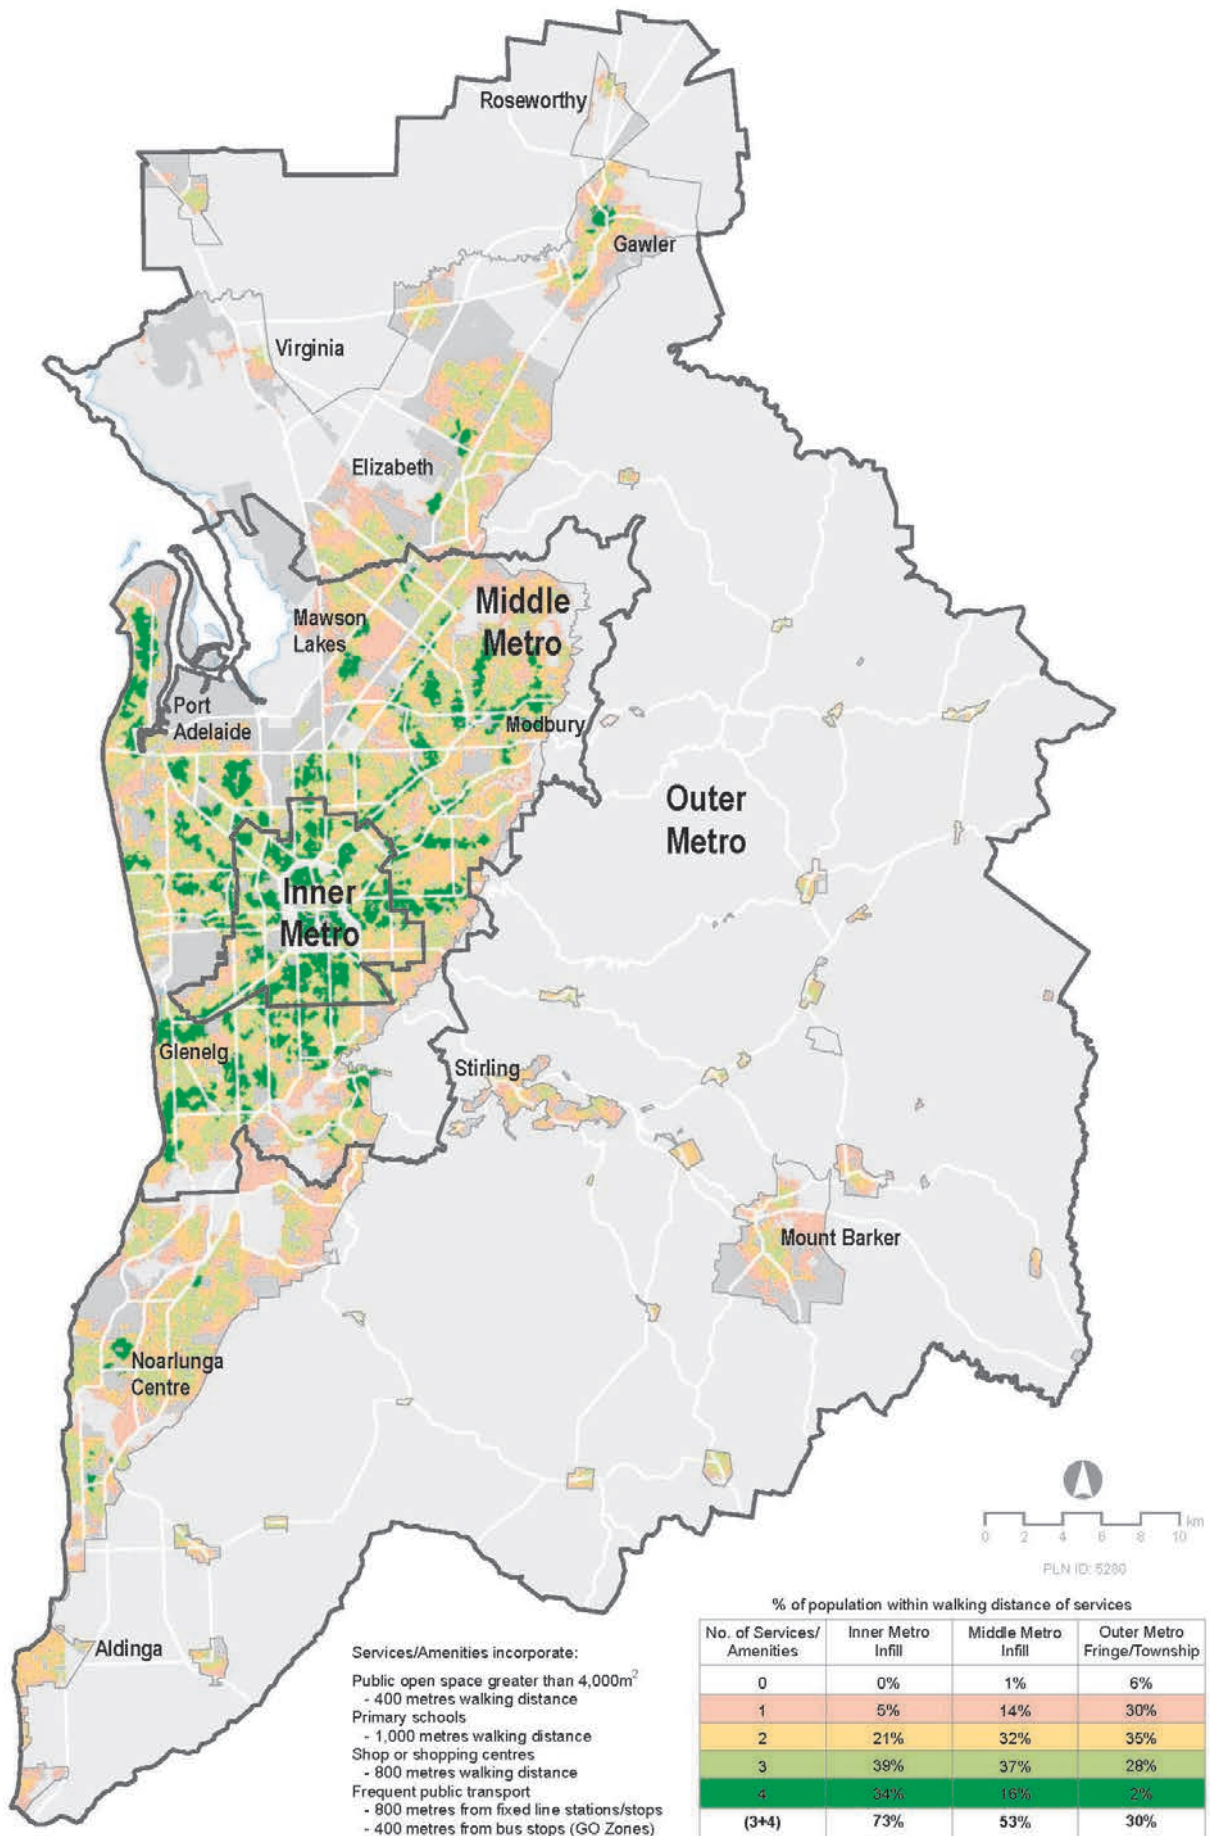 Roseworthy
Gawler
Virginia
Elizabeth
Middle
Metro
Mawson
Lakes
Port
Adelaide
Modbury
Outer
Metro
Inner
Metro
Glenelg
Stirling
Mount Barker
Noarlunga
Centre
Aldinga
km
0 2 4 6 8 10
PLN ID: 5280
Services/Amenities incorporate:
Public open space greater than 4,000m²
- 400 metres walking distance
Primary schools
- 1,000 metres walking distance
Shop or shopping centres
- 800 metres walking distance
Frequent public transport
- 800 metres from fixed line stations/stops
- 400 metres from bus stops (GO Zones)
% of population within walking distance of services
No. of Services/ Amenities Inner Metro Infill Middle Metro Infill Outer Metro Fringe/Township
0 0% 1% 6%
1 5% 14% 30%
2 21% 32% 35%
3 39% 37% 28%
4 34% 16% 2%
(3+4) 73% 53% 30%